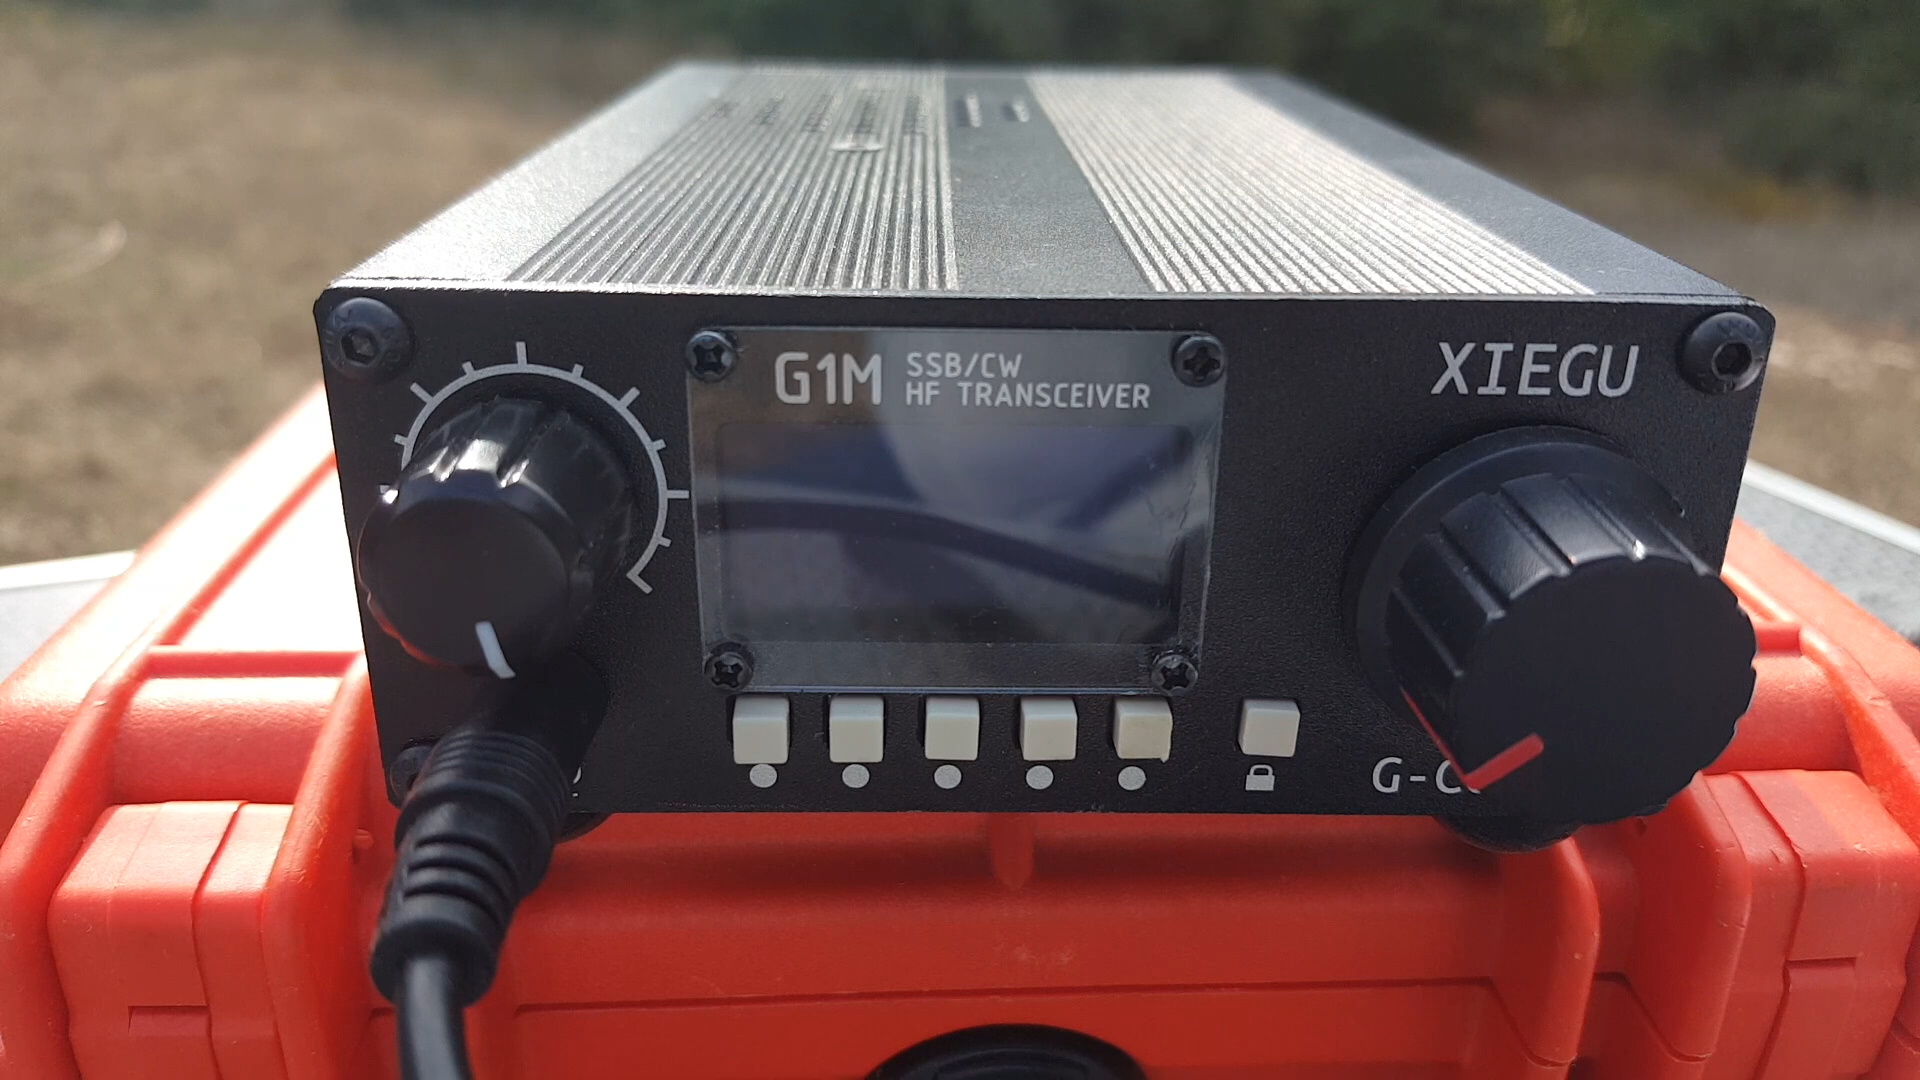 G1M
SSB/CW
HF TRANSCEIVER
XIEGU